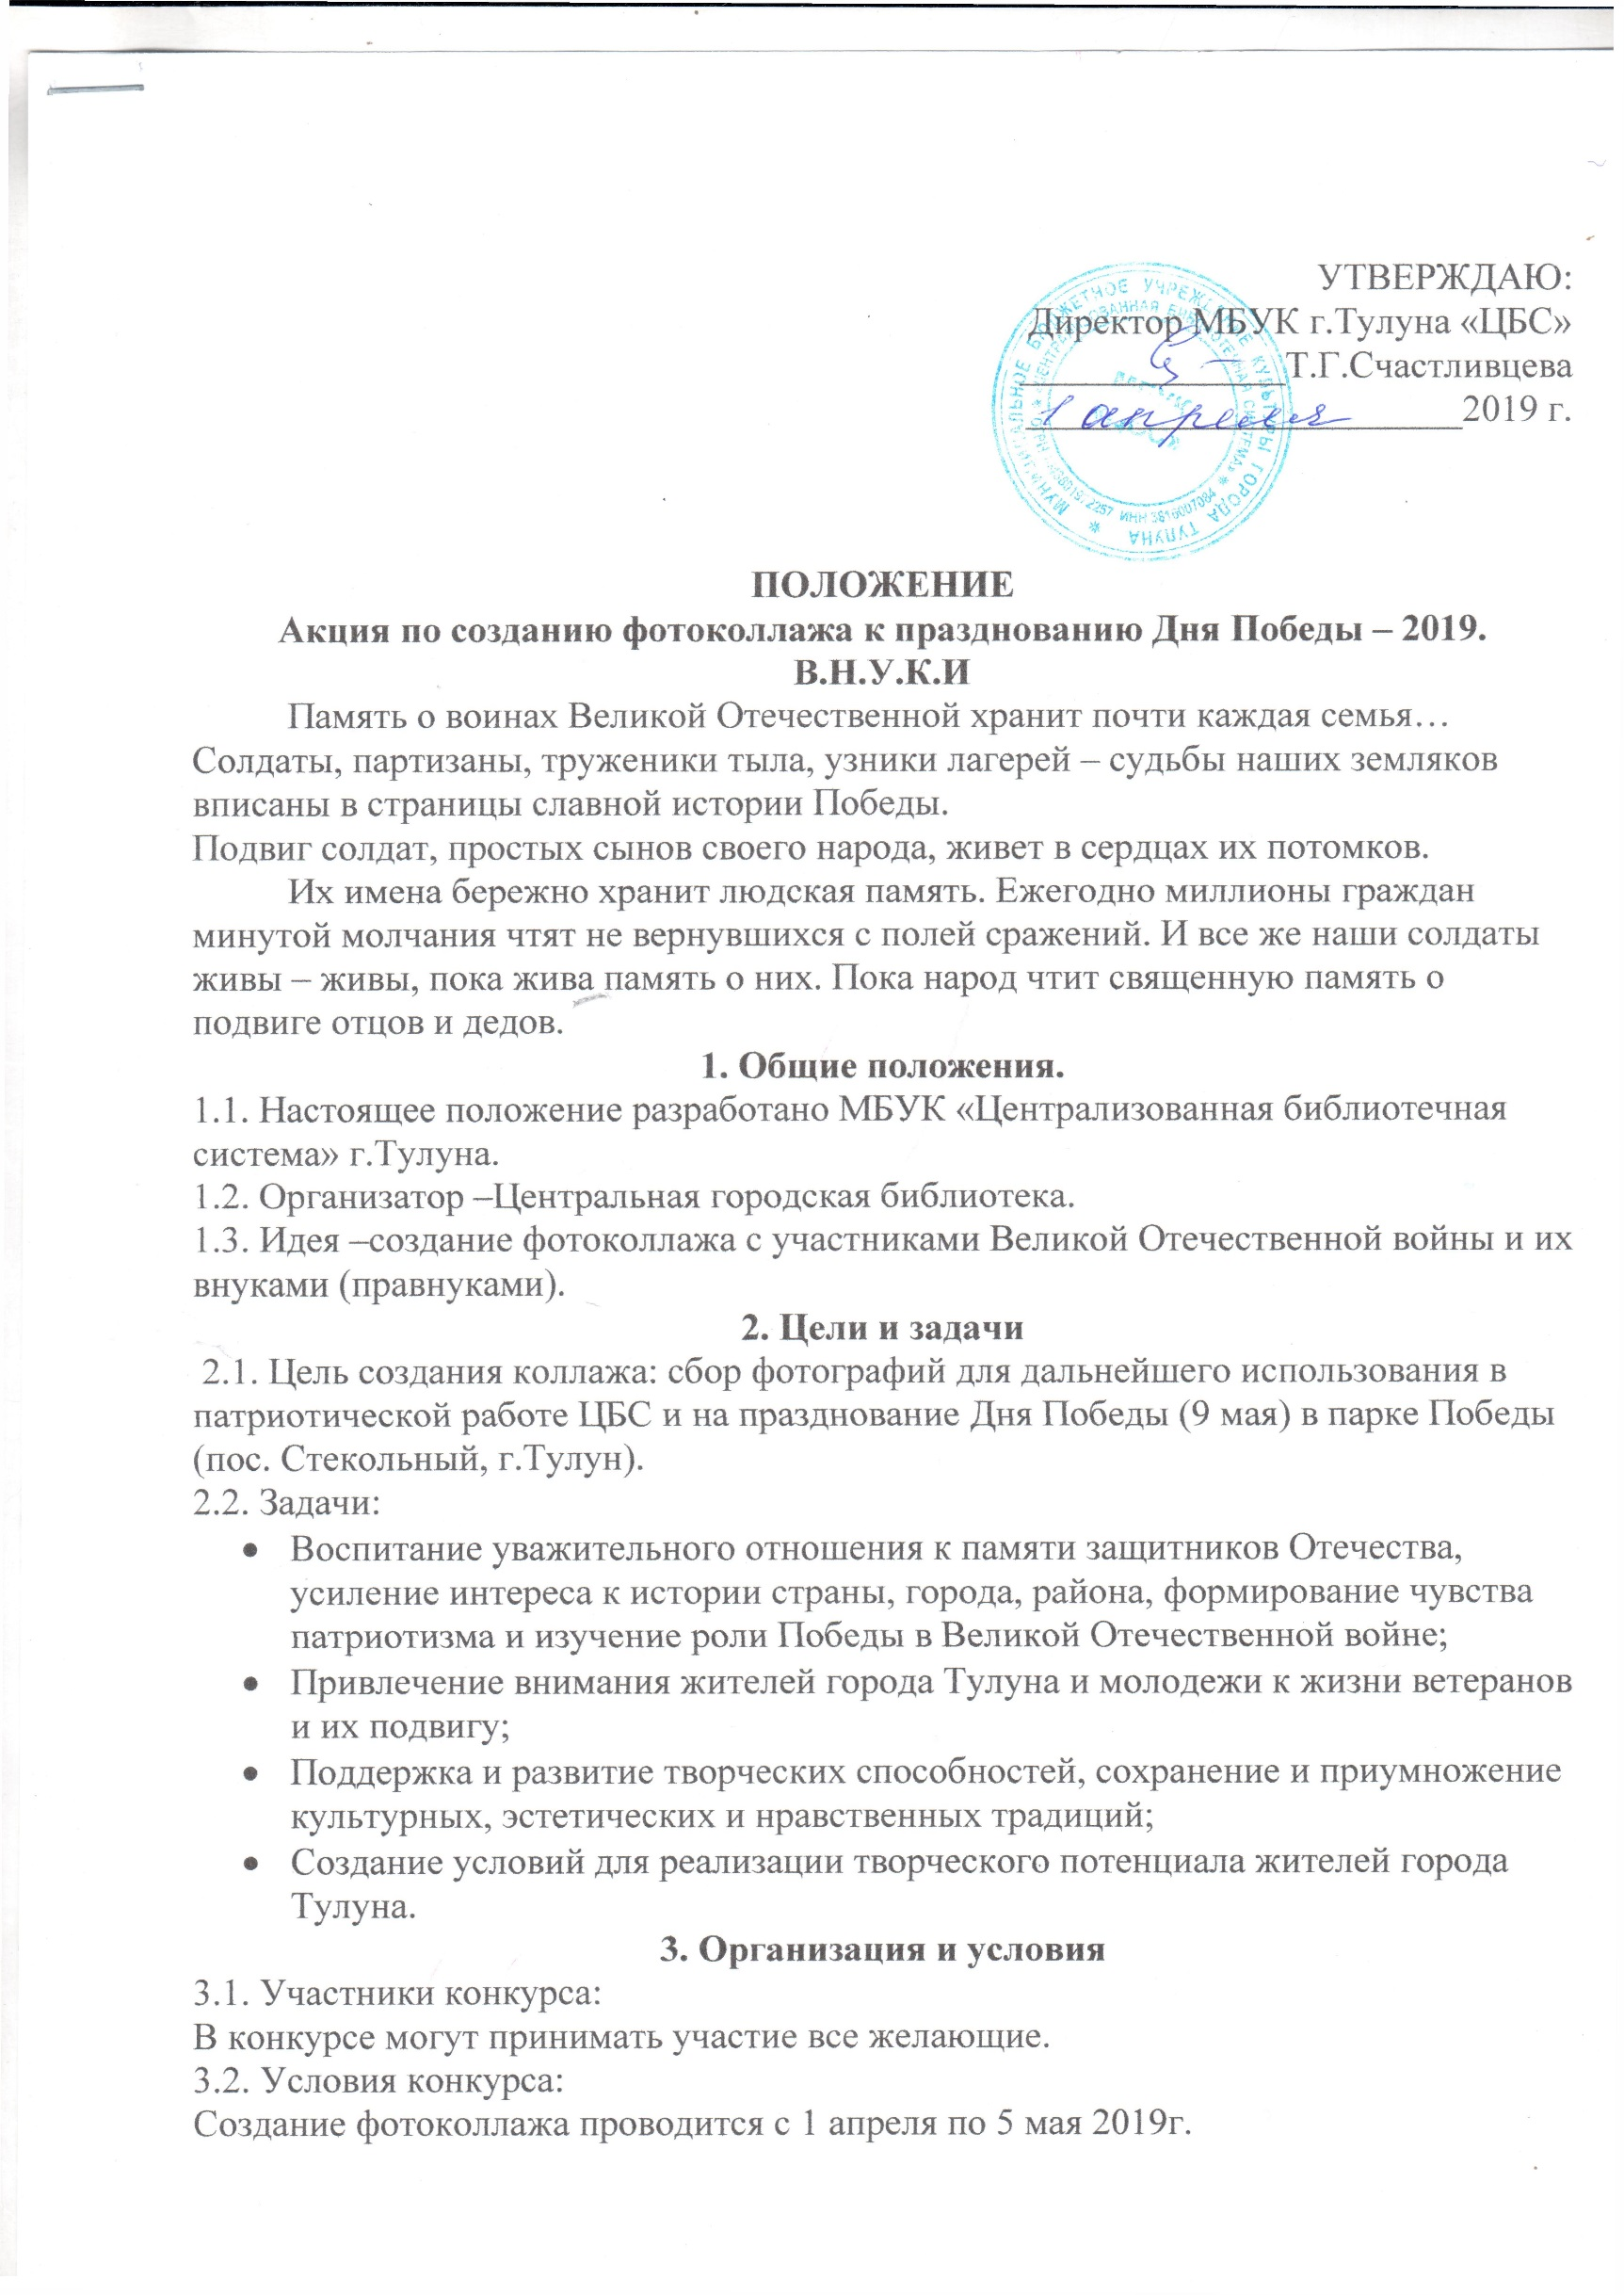 УТВЕРЖДАЮ:
Директор МБУК г.Тулуна «ЦБС»
Т.Г.Счастливцева
1 апреля 2019 г.
МУНИЦИПАЛЬНОЕ БЮДЖЕТНОЕ УЧРЕЖДЕНИЕ КУЛЬТУРЫ ГОРОДА ТУЛУНА
«ЦЕНТРАЛИЗОВАННАЯ БИБЛИОТЕЧНАЯ СИСТЕМА»
ПОЛОЖЕНИЕ
Акция по созданию фотоколлажа к празднованию Дня Победы – 2019.
В.Н.У.К.И
Память о воинах Великой Отечественной хранит почти каждая семья…
Солдаты, партизаны, труженики тыла, узники лагерей – судьбы наших земляков
вписаны в страницы славной истории Победы.
Подвиг солдат, простых сынов своего народа, живет в сердцах их потомков.
Их имена бережно хранит людская память. Ежегодно миллионы граждан
минутой молчания чтят не вернувшихся с полей сражений. И все же наши солдаты
живы – живы, пока жива память о них. Пока народ чтит священную память о
подвиге отцов и дедов.
1. Общие положения.
1.1. Настоящее положение разработано МБУК «Централизованная библиотечная
система» г.Тулуна.
1.2. Организатор –Центральная городская библиотека.
1.3. Идея –создание фотоколлажа с участниками Великой Отечественной войны и их
внуками (правнуками).
2. Цели и задачи
2.1. Цель создания коллажа: сбор фотографий для дальнейшего использования в
патриотической работе ЦБС и на празднование Дня Победы (9 мая) в парке Победы
(пос. Стекольный, г.Тулун).
2.2. Задачи:
• Воспитание уважительного отношения к памяти защитников Отечества,
усиление интереса к истории страны, города, района, формирование чувства
патриотизма и изучение роли Победы в Великой Отечественной войне;
• Привлечение внимания жителей города Тулуна и молодежи к жизни ветеранов
и их подвигу;
• Поддержка и развитие творческих способностей, сохранение и приумножение
культурных, эстетических и нравственных традиций;
• Создание условий для реализации творческого потенциала жителей города
Тулуна.
3. Организация и условия
3.1. Участники конкурса:
В конкурсе могут принимать участие все желающие.
3.2. Условия конкурса:
Создание фотоколлажа проводится с 1 апреля по 5 мая 2019г.